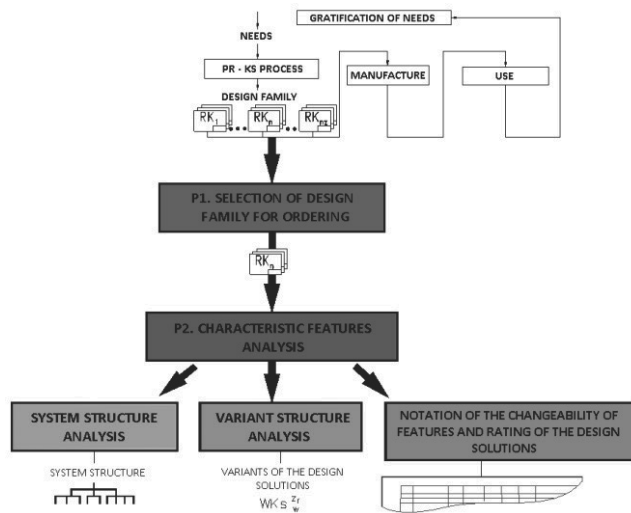 GRATIFICATION OF NEEDS
NEEDS
PR - KS PROCESS
MANUFACTURE
USE
DESIGN FAMILY
RK1 ... RKn ... RKnz
P1. SELECTION OF DESIGN
FAMILY FOR ORDERING
RKn
P2. CHARACTERISTIC FEATURES
ANALYSIS
SYSTEM STRUCTURE
ANALYSIS
VARIANT STRUCTURE
ANALYSIS
NOTATION OF THE CHANGEABILITY OF
FEATURES AND RATING OF THE DESIGN
SOLUTIONS
SYSTEM STRUCTURE
VARIANTS OF THE DESIGN
SOLUTIONS
WKs zr w